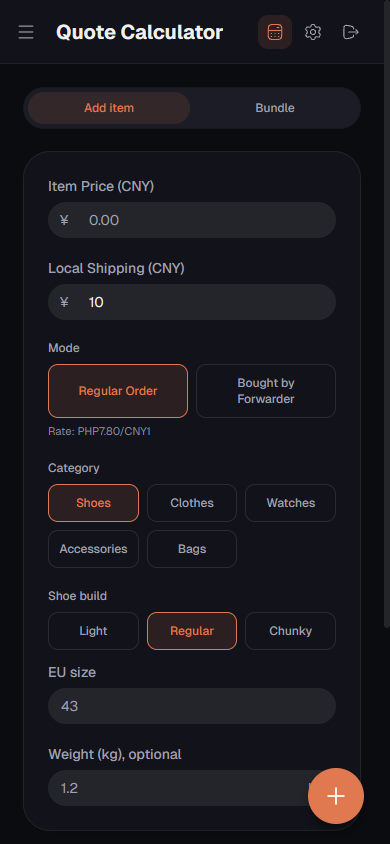 Quote Calculator
Add item
Bundle
Item Price (CNY)
¥ 0.00
Local Shipping (CNY)
¥ 10
Mode
Regular Order
Bought by
Forwarder
Rate: PHP7.80/CNY1
Category
Shoes
Clothes
Watches
Accessories
Bags
Shoe build
Light
Regular
Chunky
EU size
43
Weight (kg), optional
1.2